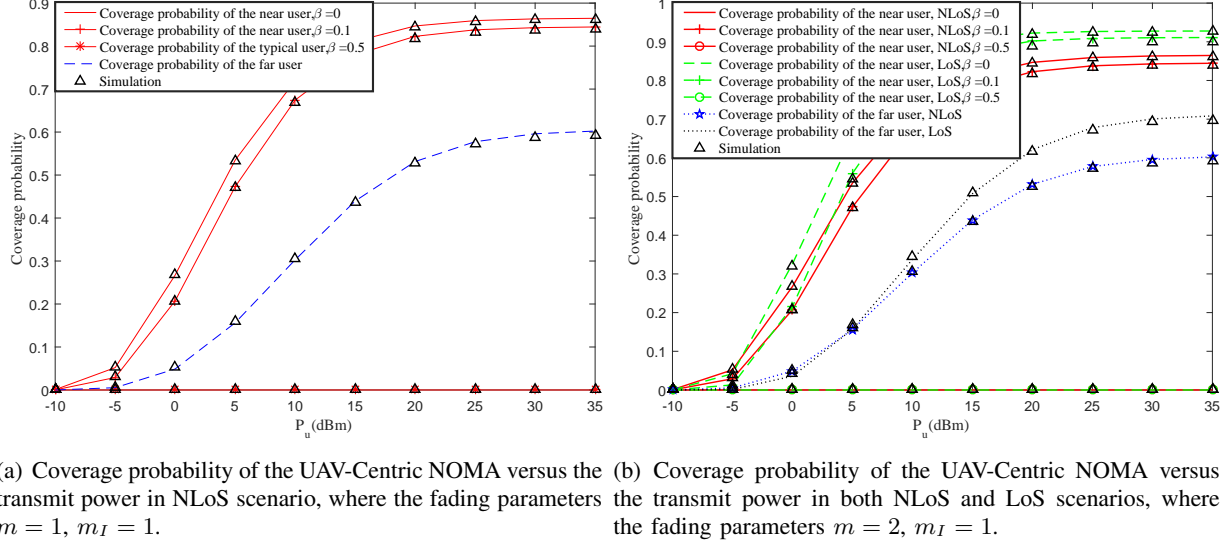 0.9
0.8
0.7
0.6
0.5
0.4
0.3
0.2
0.1
0
Coverage probability
-10 -5 0 5 10 15 20 25 30 35
P_u(dBm)
Coverage probability of the near user,β=0
Coverage probability of the near user,β=0.1
Coverage probability of the typical user,β=0.5
Coverage probability of the far user
Simulation
(a) Coverage probability of the UAV-Centric NOMA versus the
transmit power in NLoS scenario, where the fading parameters
m = 1, m_I = 1.
1
0.9
0.8
0.7
0.6
0.5
0.4
0.3
0.2
0.1
0
Coverage probability
-10 -5 0 5 10 15 20 25 30 35
P_u(dBm)
Coverage probability of the near user, NLoS,β=0
Coverage probability of the near user, NLoS,β=0.1
Coverage probability of the near user, NLoS,β=0.5
Coverage probability of the near user, LoS,β=0
Coverage probability of the near user, LoS,β=0.1
Coverage probability of the near user, LoS,β=0.5
Coverage probability of the far user, NLoS
Coverage probability of the far user, LoS
Simulation
(b) Coverage probability of the UAV-Centric NOMA versus
the transmit power in both NLoS and LoS scenarios, where
the fading parameters m = 2, m_I = 1.